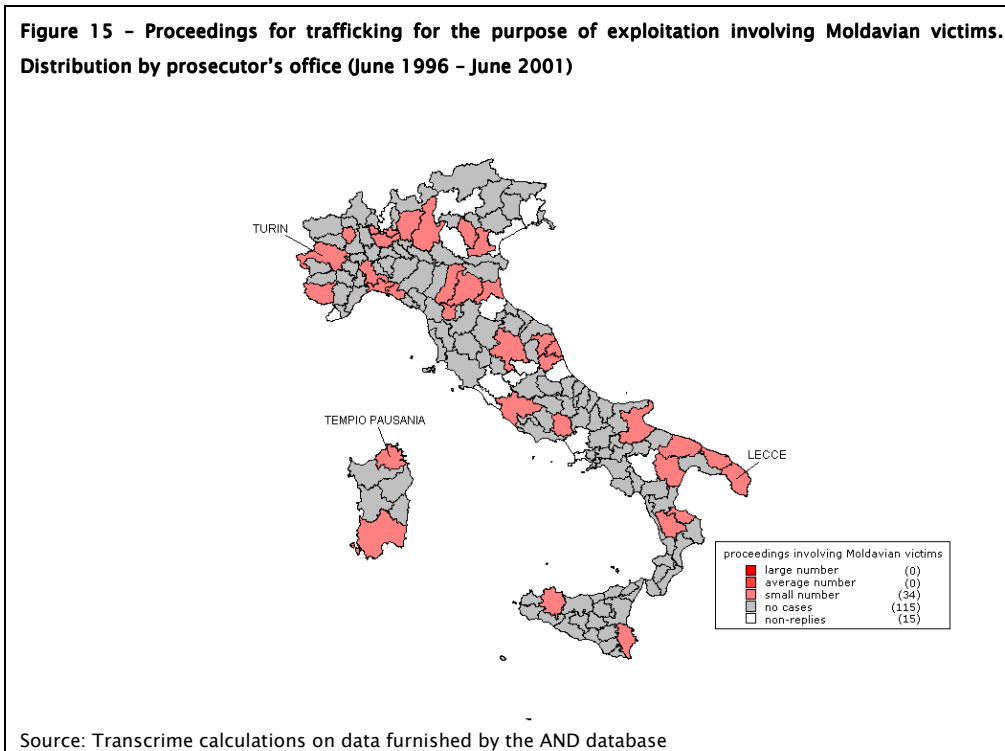 Figure 15 – Proceedings for trafficking for the purpose of exploitation involving Moldavian victims.
Distribution by prosecutor's office (June 1996 – June 2001)
TURIN
TEMPIO PAUSANIA
LECCE
proceedings involving Moldavian victims
large number (0)
average number (0)
small number (34)
no cases (115)
non-replies (15)
Source: Transcrime calculations on data furnished by the AND database